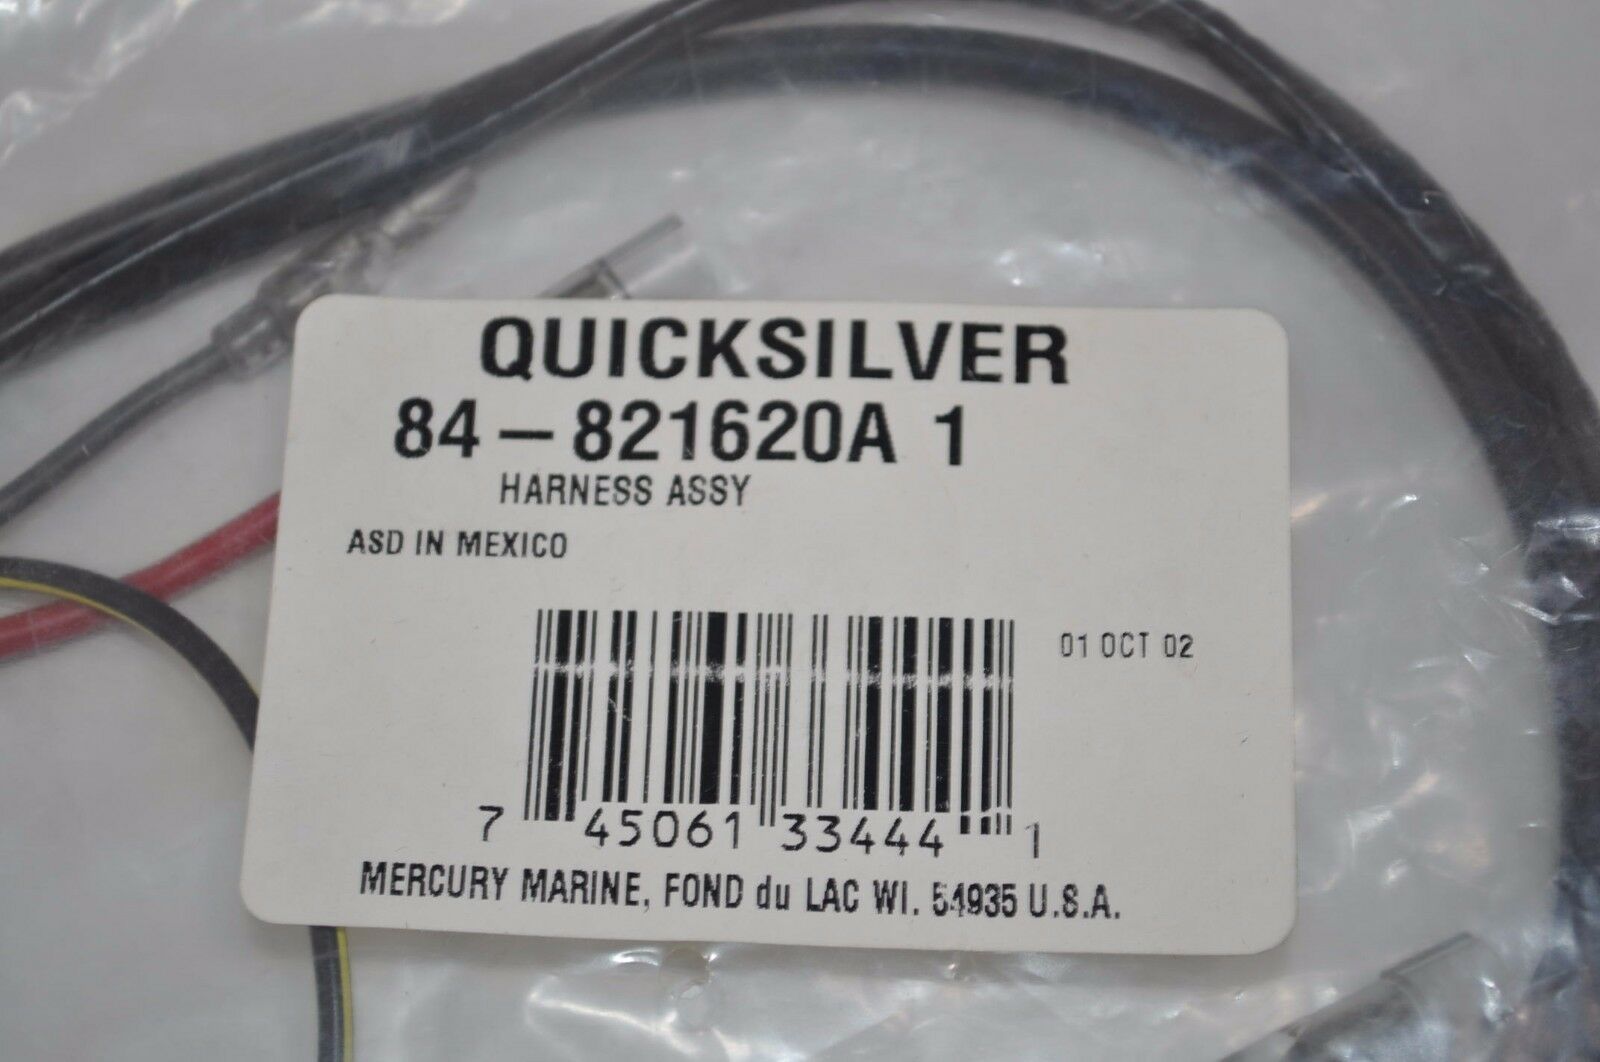 QUICKSILVER
84-821620A 1
HARNESS ASSY
ASD IN MEXICO
01 OCT 02
7 45061 33444 1
MERCURY MARINE, FOND du LAC WI. 54935 U.S.A.